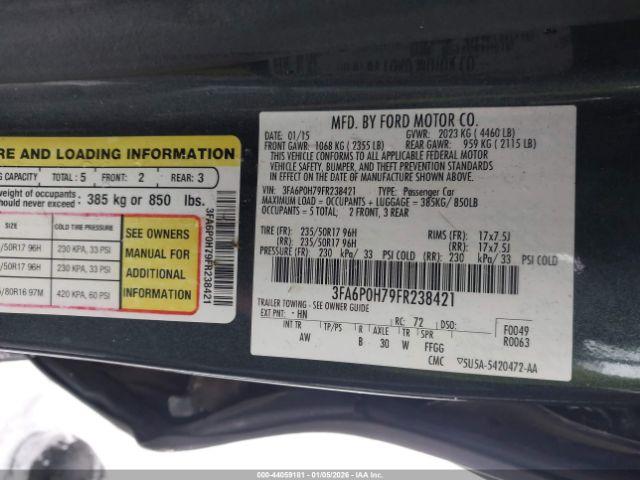 RE AND LOADING INFORMATION
G CAPACITY TOTAL: 5 FRONT: 2 REAR: 3
weight of occupants
hould never exceed: 385 kg or 850 lbs.
SIZE COLD TIRE PRESSURE
/50R17 96H 230 KPA, 33 PSI
/50R17 96H 230 KPA, 33 PSI
5/80R16 97M 420 KPA, 60 PSI
SEE OWNERS
MANUAL FOR
ADDITIONAL
INFORMATION
3FA6P0H79FR238421
MFD. BY FORD MOTOR CO.
DATE: 01/15 GVWR: 2023 KG ( 4460 LB)
FRONT GAWR: 1068 KG ( 2355 LB) REAR GAWR: 959 KG ( 2115 LB)
THIS VEHICLE CONFORMS TO ALL APPLICABLE FEDERAL MOTOR
VEHICLE SAFETY, BUMPER, AND THEFT PREVENTION STANDARDS
IN EFFECT ON THE DATE OF MANUFACTURE SHOWN ABOVE.
VIN: 3FA6P0H79FR238421 TYPE: Passenger Car
MAXIMUM LOAD = OCCUPANTS + LUGGAGE = 385KG/ 850LB
OCCUPANTS = 5 TOTAL; 2 FRONT, 3 REAR
TIRE (FR): 235/50R17 96H RIMS (FR): 17x7.5J
(RR): 235/50R17 96H (RR): 17x7.5J
PRESSURE (FR) 230 kPa/ 33 PSI COLD (RR) 230 kPa/ 33 PSI COLD
3FA6P0H79FR238421
TRAILER TOWING - SEE OWNER GUIDE
EXT PNT: - HN RC: 72 DSO: F0049
R0063
INT TR TP/PS R AXLE TR SPR
AW B 30 W FFGG
CMC 5U5A-5420472-AA
000-44059181 - 01/05/2026 - IAAI.COM